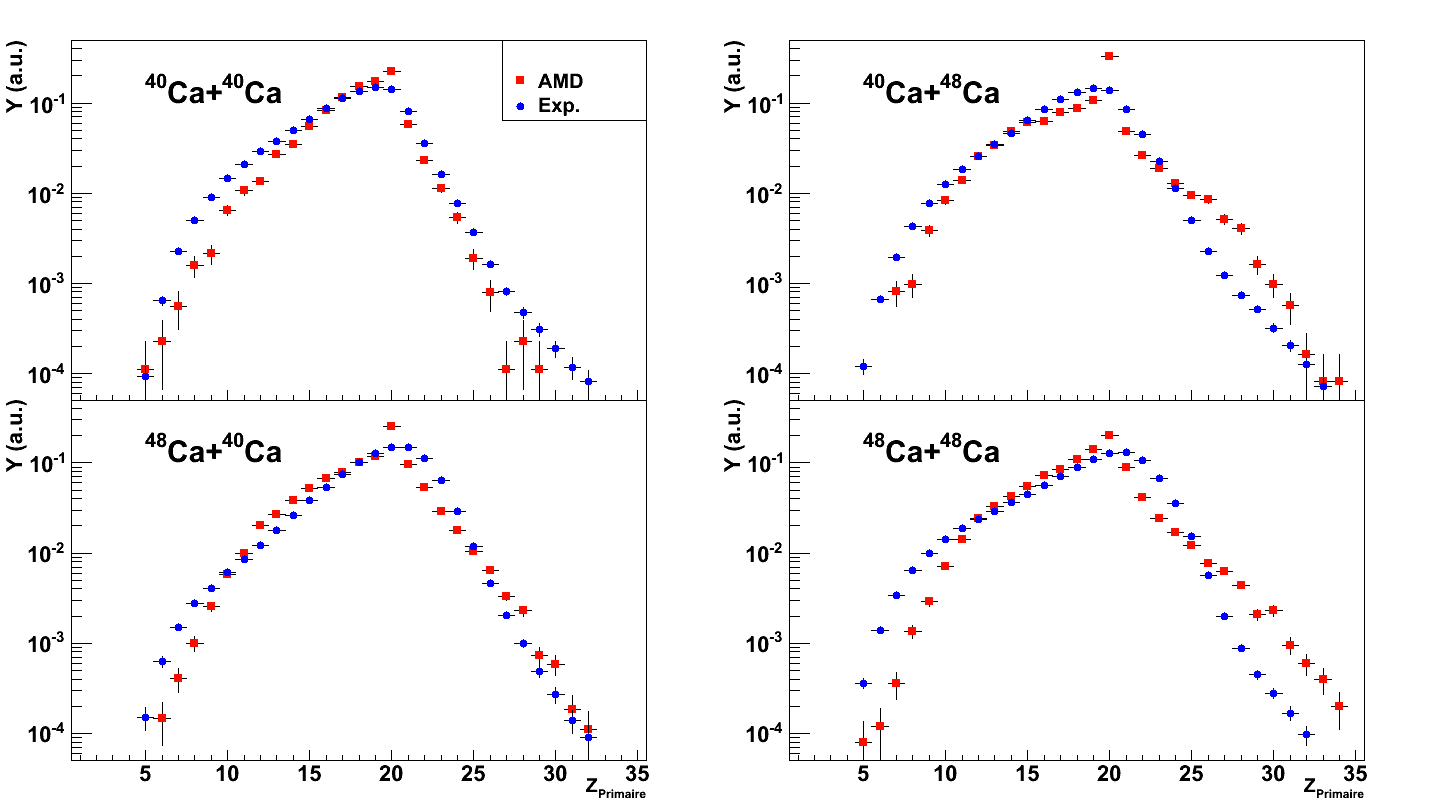 Y (a.u.)
⁴⁰Ca+⁴⁰Ca
AMD
Exp.
10⁻¹
10⁻²
10⁻³
10⁻⁴
Y (a.u.)
⁴⁰Ca+⁴⁸Ca
10⁻¹
10⁻²
10⁻³
10⁻⁴
Y (a.u.)
⁴⁸Ca+⁴⁰Ca
10⁻¹
10⁻²
10⁻³
10⁻⁴
5 10 15 20 25 30 35
Z_Primaire
Y (a.u.)
⁴⁸Ca+⁴⁸Ca
10⁻¹
10⁻²
10⁻³
10⁻⁴
5 10 15 20 25 30 35
Z_Primaire